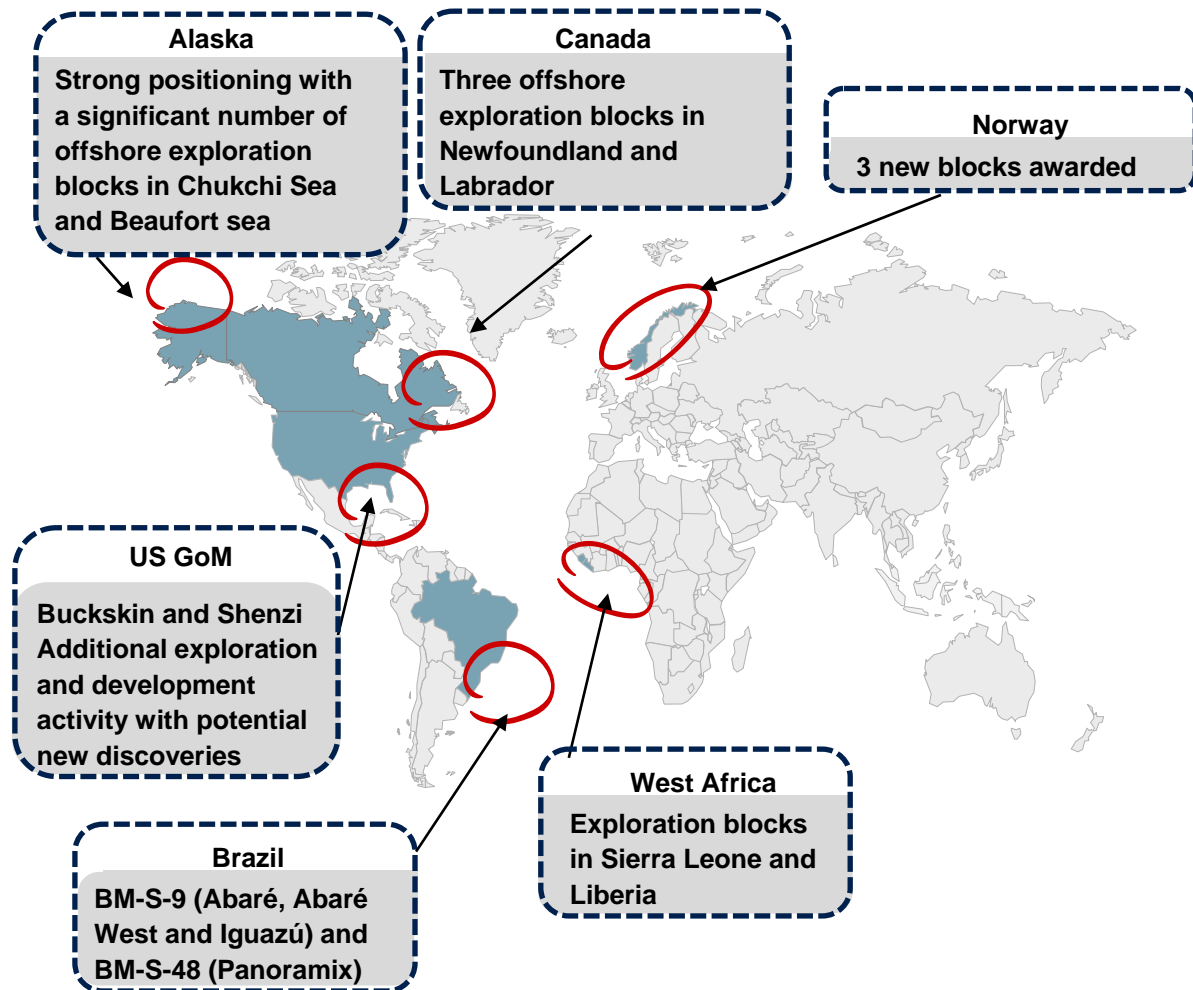 Alaska
Strong positioning with
a significant number of
offshore exploration
blocks in Chukchi Sea
and Beaufort sea
Canada
Three offshore
exploration blocks in
Newfoundland and
Labrador
Norway
3 new blocks awarded
US GoM
Buckskin and Shenzi
Additional exploration
and development
activity with potential
new discoveries
West Africa
Exploration blocks
in Sierra Leone and
Liberia
Brazil
BM-S-9 (Abaré, Abaré
West and Iguazú) and
BM-S-48 (Panoramix)